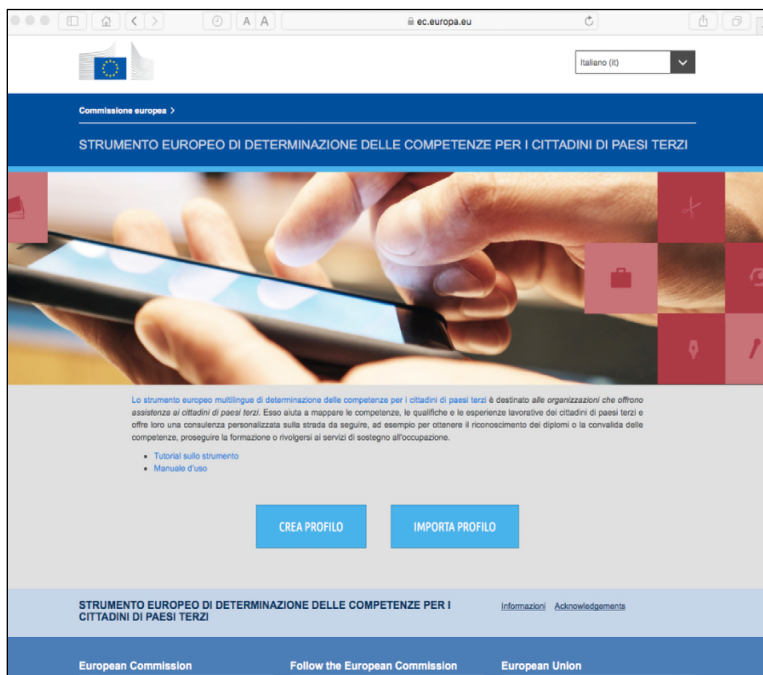 A A
ec.europa.eu
Italiano (it)
Commissione europea >
STRUMENTO EUROPEO DI DETERMINAZIONE DELLE COMPETENZE PER I CITTADINI DI PAESI TERZI
Lo strumento europeo multilingue di determinazione delle competenze per i cittadini di paesi terzi è destinato alle organizzazioni che offrono
assistenza ai cittadini di paesi terzi. Esso aiuta a mappare le competenze, le qualifiche e le esperienze lavorative dei cittadini di paesi terzi e
offre loro una consulenza personalizzata sulla strada da seguire, ad esempio per ottenere il riconoscimento dei diplomi o la convalida delle
competenze, proseguire la formazione o rivolgersi ai servizi di sostegno all'occupazione.
• Tutorial sullo strumento
• Manuale d'uso
CREA PROFILO
IMPORTA PROFILO
STRUMENTO EUROPEO DI DETERMINAZIONE DELLE COMPETENZE PER I
CITTADINI DI PAESI TERZI
Informazioni Acknowledgements
European Commission
Follow the European Commission
European Union